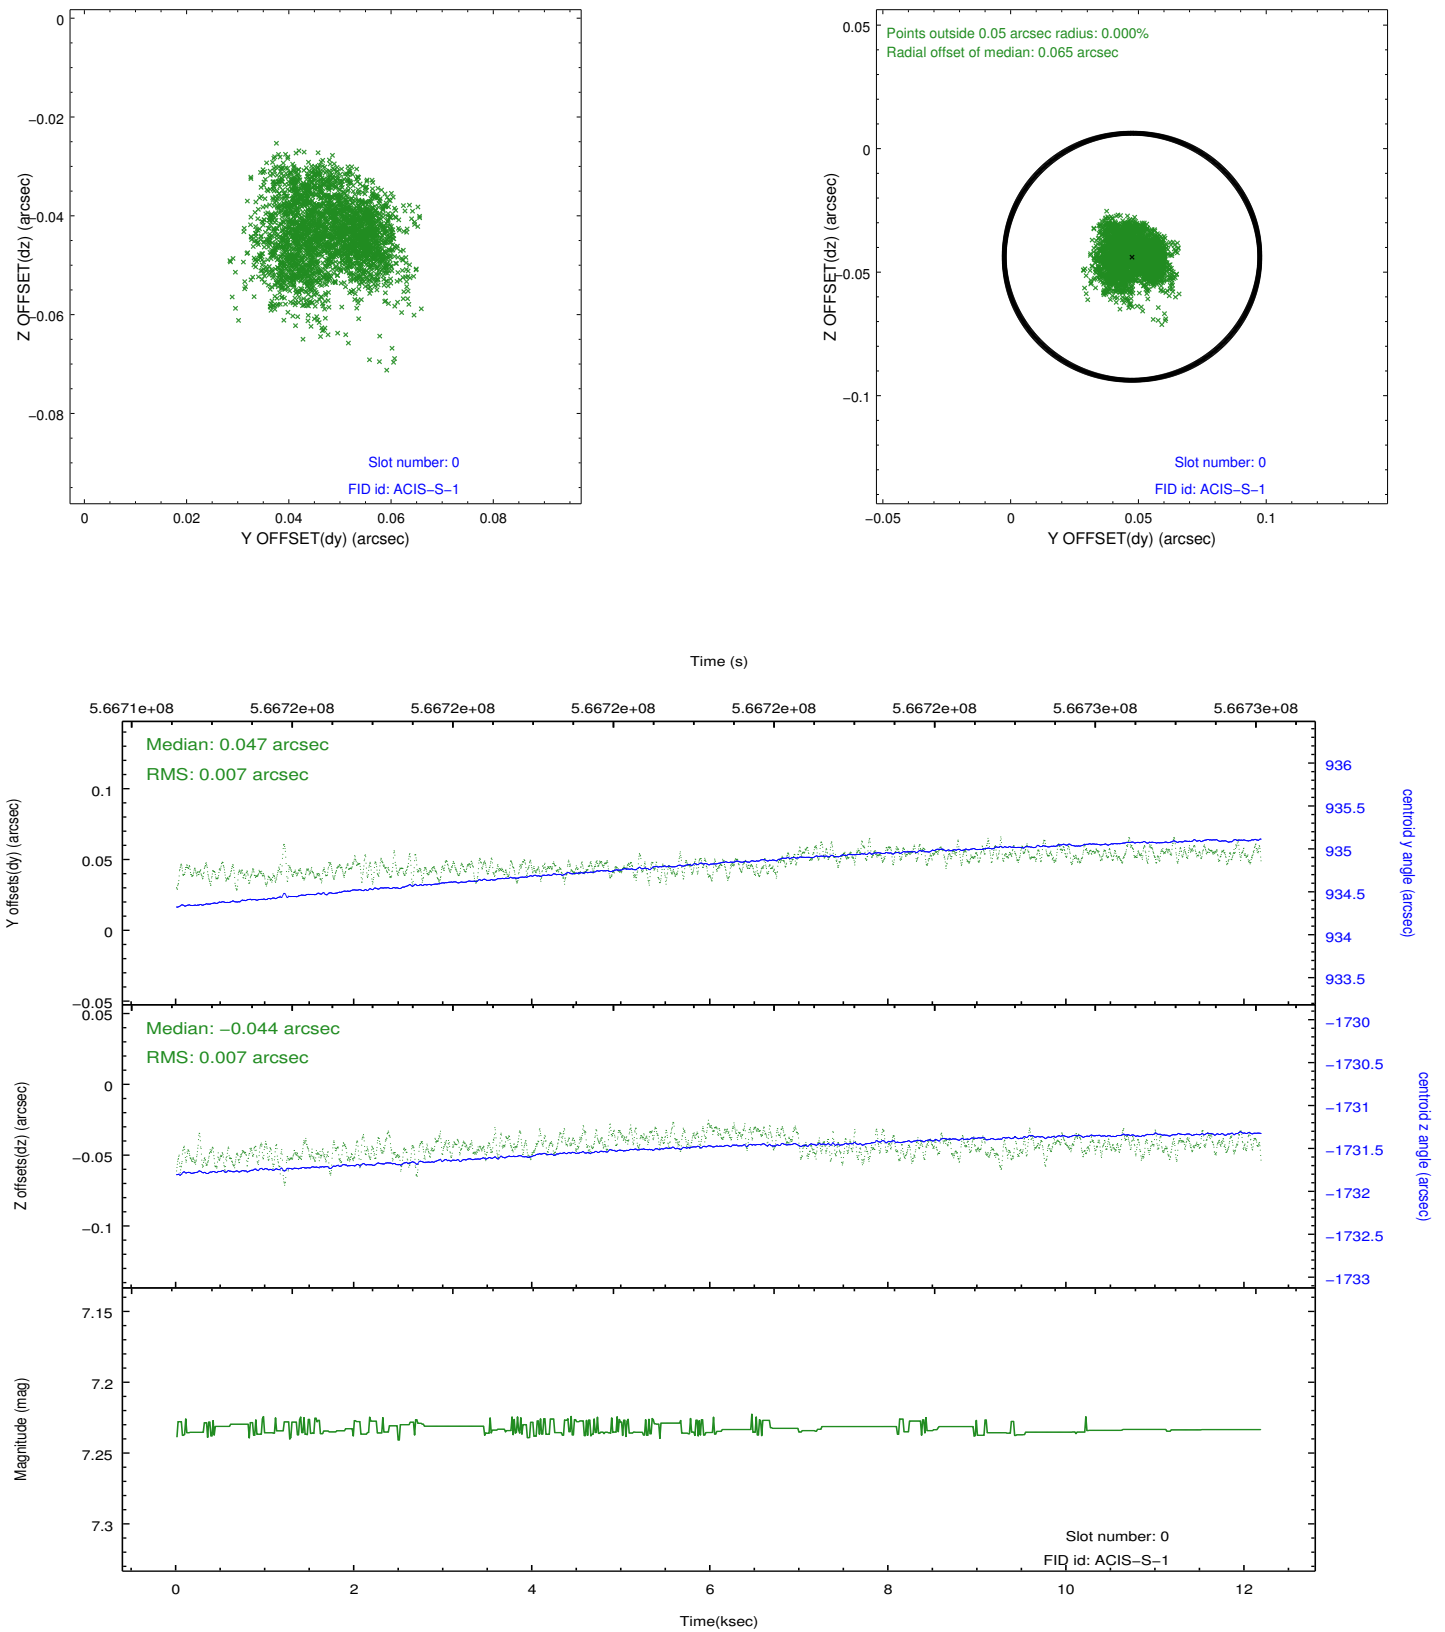 0
−0.02
−0.04
−0.06
−0.08
Z OFFSET(dz) (arcsec)
0
0.02
0.04
0.06
0.08
Y OFFSET(dy) (arcsec)
Slot number: 0
FID id: ACIS−S−1
Points outside 0.05 arcsec radius: 0.000%
Radial offset of median: 0.065 arcsec
0.05
0
−0.05
−0.1
Z OFFSET(dz) (arcsec)
Slot number: 0
FID id: ACIS−S−1
−0.05
0
0.05
0.1
Y OFFSET(dy) (arcsec)
Time (s)
5.6671e+08 5.6672e+08 5.6672e+08 5.6672e+08 5.6672e+08 5.6672e+08 5.6673e+08 5.6673e+08
Median: 0.047 arcsec
RMS: 0.007 arcsec
0.1
0.05
0
−0.05
Y offsets(dy) (arcsec)
936
935.5
935
934.5
934
933.5
centroid y angle (arcsec)
Median: −0.044 arcsec
RMS: 0.007 arcsec
0.05
0
−0.05
−0.1
Z offsets(dz) (arcsec)
−1730
−1730.5
−1731
−1731.5
−1732
−1732.5
−1733
centroid z angle (arcsec)
7.15
7.2
7.25
7.3
Magnitude (mag)
Slot number: 0
FID id: ACIS−S−1
0 2 4 6 8 10 12
Time(ksec)